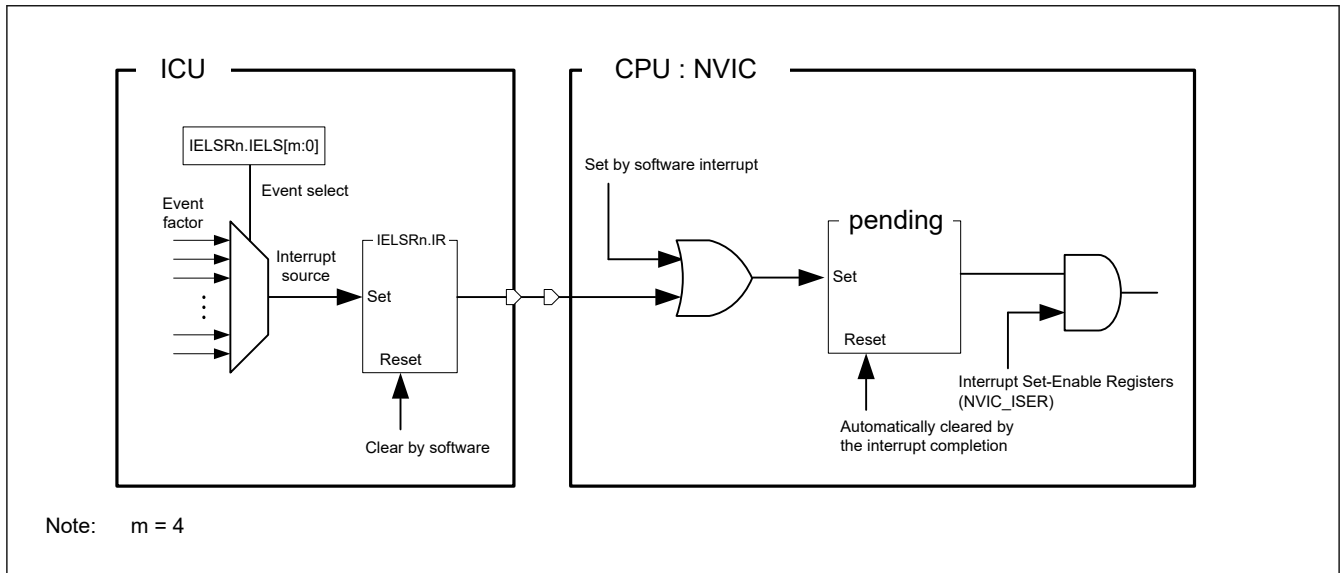 ICU
CPU : NVIC
IELSRn.IELS[m:0]
Event select
Event
factor
Interrupt
source
IELSRn.IR
Set
Reset
Clear by software
Set by software interrupt
pending
Set
Reset
Automatically cleared by
the interrupt completion
Interrupt Set-Enable Registers
(NVIC_ISER)
Note: m = 4